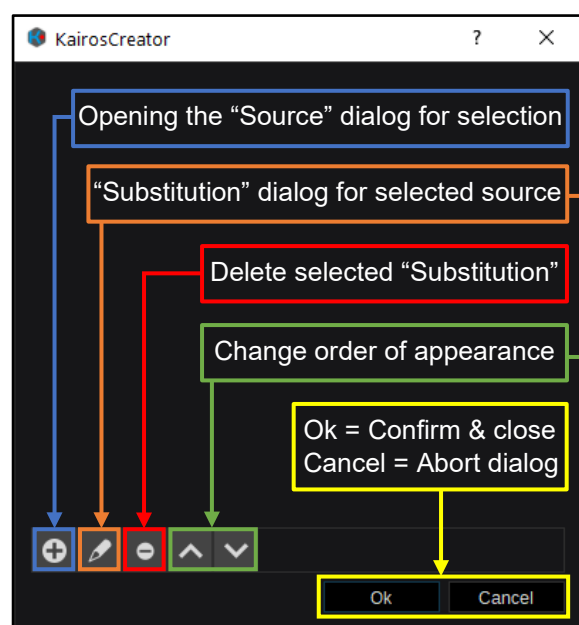 KairosCreator ? ×
Opening the “Source” dialog for selection
“Substitution” dialog for selected source
Delete selected “Substitution”
Change order of appearance
Ok = Confirm & close
Cancel = Abort dialog
Ok Cancel